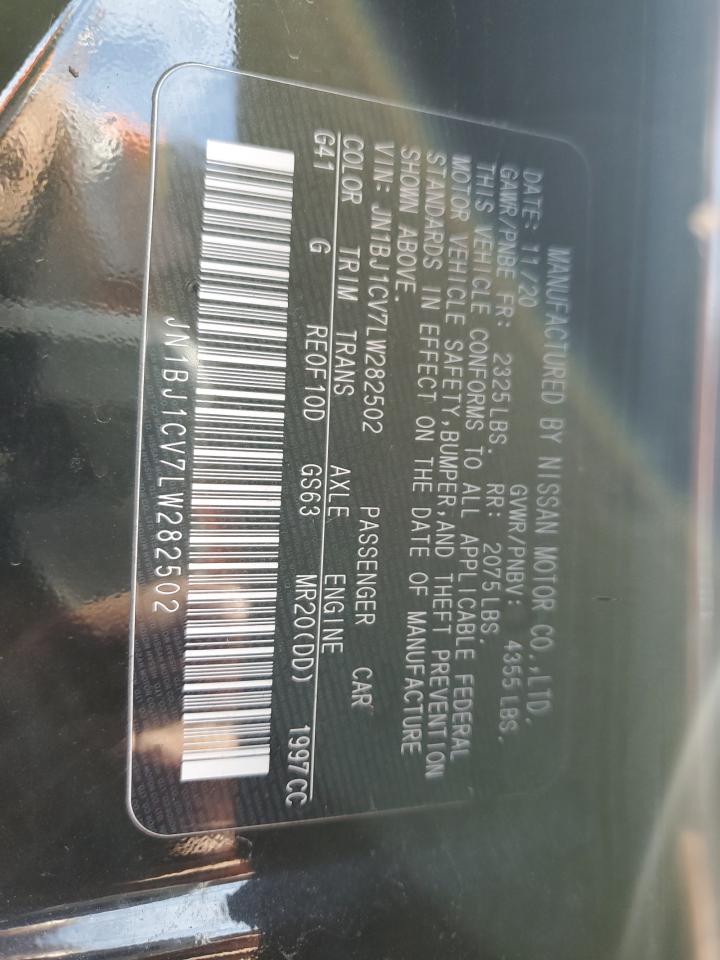 MANUFACTURED BY NISSAN MOTOR CO.,LTD.
DATE: 11/20 GVWR/PNBV: 4355 LBS.
GAWR/PNBE FR: 2325LBS. RR: 2075LBS.
THIS VEHICLE CONFORMS TO ALL APPLICABLE FEDERAL
MOTOR VEHICLE SAFETY,BUMPER,AND THEFT PREVENTION
STANDARDS IN EFFECT ON THE DATE OF MANUFACTURE
SHOWN ABOVE.
VIN: JN1BJ1CV7LW282502 PASSENGER CAR
COLOR TRIM TRANS AXLE ENGINE
G41 G RE0F10D GS63 MR20(DD) 1997CC
JN1BJ1CV7LW282502